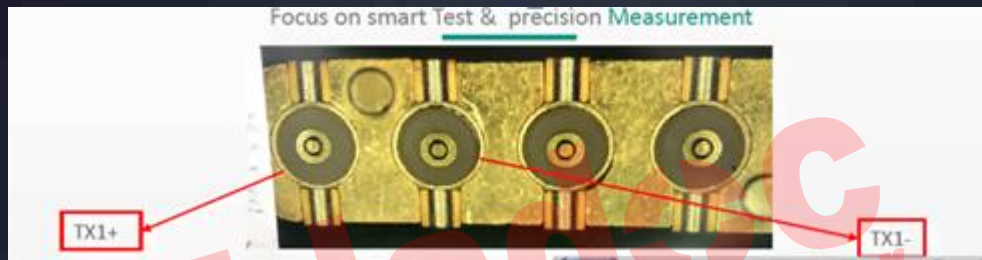 Focus on smart Test & precision Measurement
TX1+
TX1-